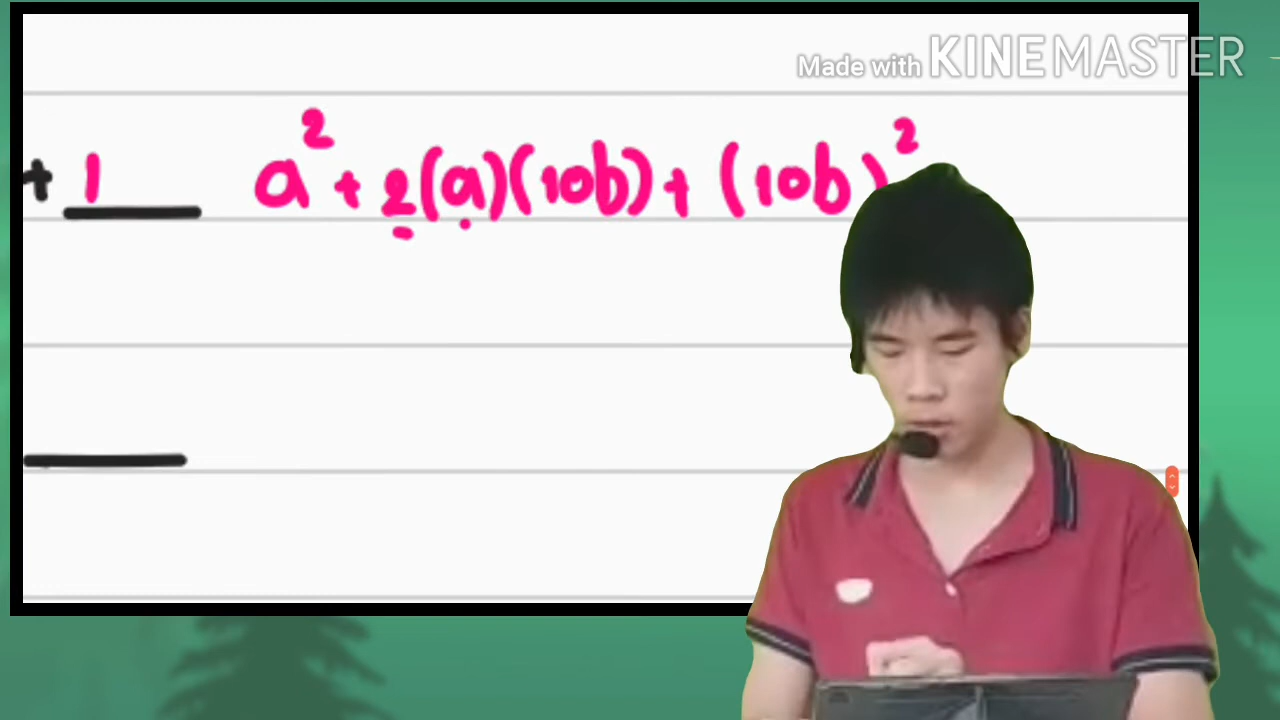 Made with KINEMASTER
+ 1 a² + 2(a)(10b) + (10b)²